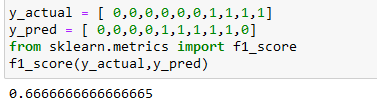 y_actual = [ 0,0,0,0,0,0,1,1,1,1]
y_pred = [ 0,0,0,0,1,1,1,1,1,0]
from sklearn.metrics import f1_score
f1_score(y_actual,y_pred)
0.6666666666666665